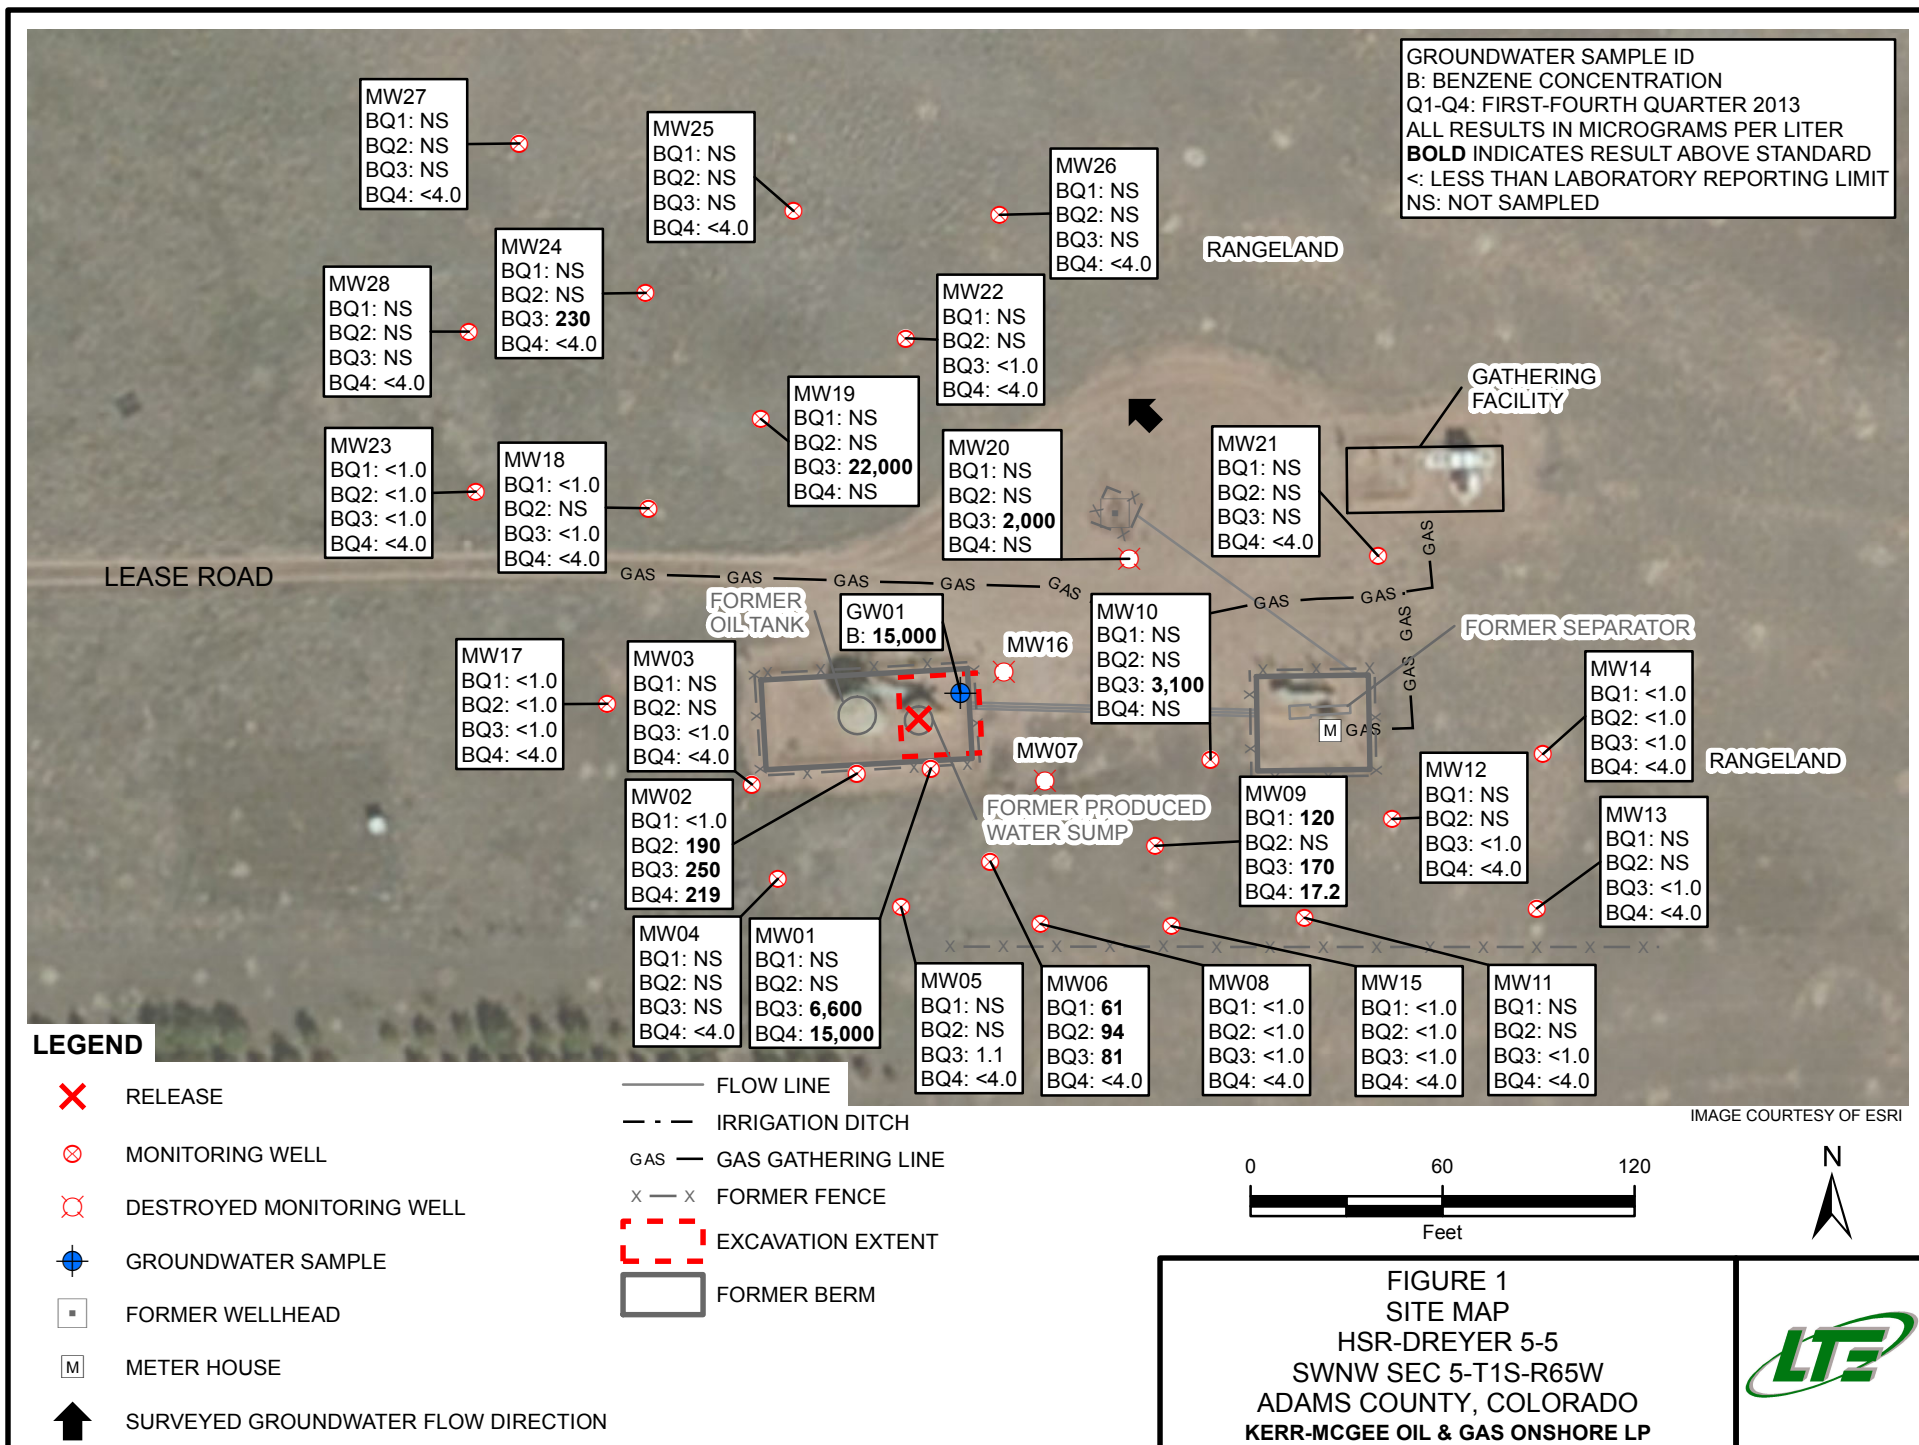 GROUNDWATER SAMPLE ID
B: BENZENE CONCENTRATION
Q1-Q4: FIRST-FOURTH QUARTER 2013
ALL RESULTS IN MICROGRAMS PER LITER
BOLD INDICATES RESULT ABOVE STANDARD
<: LESS THAN LABORATORY REPORTING LIMIT
NS: NOT SAMPLED
MW27
BQ1: NS
BQ2: NS
BQ3: NS
BQ4: <4.0
MW25
BQ1: NS
BQ2: NS
BQ3: NS
BQ4: <4.0
MW26
BQ1: NS
BQ2: NS
BQ3: NS
BQ4: <4.0
RANGELAND
MW24
BQ1: NS
BQ2: NS
BQ3: 230
BQ4: <4.0
MW28
BQ1: NS
BQ2: NS
BQ3: NS
BQ4: <4.0
MW22
BQ1: NS
BQ2: NS
BQ3: <1.0
BQ4: <4.0
GATHERING
FACILITY
MW19
BQ1: NS
BQ2: NS
BQ3: 22,000
BQ4: NS
MW23
BQ1: <1.0
BQ2: <1.0
BQ3: <1.0
BQ4: <4.0
MW18
BQ1: <1.0
BQ2: NS
BQ3: <1.0
BQ4: <4.0
MW20
BQ1: NS
BQ2: NS
BQ3: 2,000
BQ4: NS
MW21
BQ1: NS
BQ2: NS
BQ3: NS
BQ4: <4.0
LEASE ROAD
GAS
GAS
GAS
GAS
GAS
GAS
GAS
GAS
GAS
GAS
GAS
FORMER
OIL TANK
GW01
B: 15,000
MW16
MW10
BQ1: NS
BQ2: NS
BQ3: 3,100
BQ4: NS
FORMER SEPARATOR
MW17
BQ1: <1.0
BQ2: <1.0
BQ3: <1.0
BQ4: <4.0
MW03
BQ1: NS
BQ2: NS
BQ3: <1.0
BQ4: <4.0
MW14
BQ1: <1.0
BQ2: <1.0
BQ3: <1.0
BQ4: <4.0
M GAS
RANGELAND
MW07
FORMER PRODUCED
WATER SUMP
MW02
BQ1: <1.0
BQ2: 190
BQ3: 250
BQ4: 219
MW09
BQ1: 120
BQ2: NS
BQ3: 170
BQ4: 17.2
MW12
BQ1: NS
BQ2: NS
BQ3: <1.0
BQ4: <4.0
MW13
BQ1: NS
BQ2: NS
BQ3: <1.0
BQ4: <4.0
MW04
BQ1: NS
BQ2: NS
BQ3: NS
BQ4: <4.0
MW01
BQ1: NS
BQ2: NS
BQ3: 6,600
BQ4: 15,000
MW05
BQ1: NS
BQ2: NS
BQ3: 1.1
BQ4: <4.0
MW06
BQ1: 61
BQ2: 94
BQ3: 81
BQ4: <4.0
MW08
BQ1: <1.0
BQ2: <1.0
BQ3: <1.0
BQ4: <4.0
MW15
BQ1: <1.0
BQ2: <1.0
BQ3: <1.0
BQ4: <4.0
MW11
BQ1: NS
BQ2: NS
BQ3: <1.0
BQ4: <4.0
IMAGE COURTESY OF ESRI
LEGEND
RELEASE
MONITORING WELL
DESTROYED MONITORING WELL
GROUNDWATER SAMPLE
FORMER WELLHEAD
M METER HOUSE
SURVEYED GROUNDWATER FLOW DIRECTION
FLOW LINE
IRRIGATION DITCH
GAS GAS GATHERING LINE
X X FORMER FENCE
EXCAVATION EXTENT
FORMER BERM
0 60 120
Feet
N
FIGURE 1
SITE MAP
HSR-DREYER 5-5
SWNW SEC 5-T1S-R65W
ADAMS COUNTY, COLORADO
KERR-MCGEE OIL & GAS ONSHORE LP
LTE